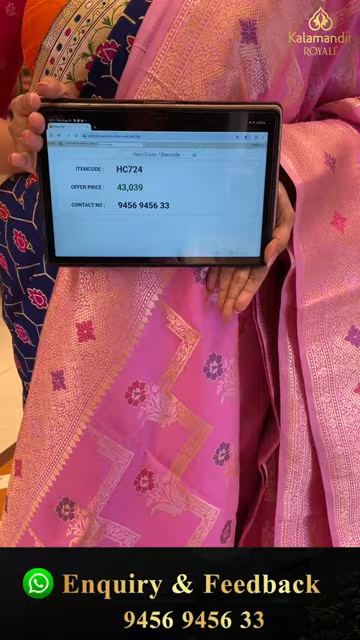 Kalamandir
ROYALE
Item Code / Barcode
ITEMCODE : HC724
OFFER PRICE : 43,039
CONTACT NO : 9456 9456 33
Enquiry & Feedback
9456 9456 33